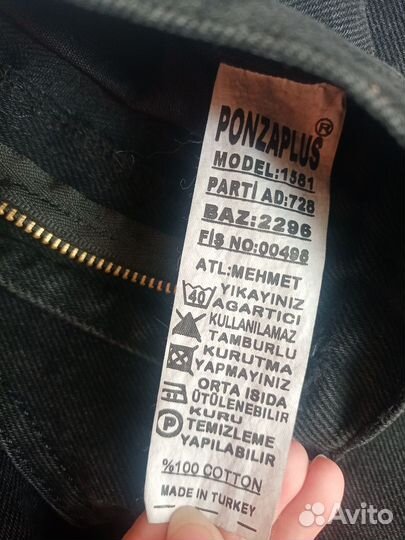 PONZAPLUS®
MODEL:1581
PARTİ AD:728
BAZ:2296
FİŞ NO:00498
ATL:MEHMET
40 YIKAYINIZ
AGARTICI
KULLANILAMAZ
TAMBURLU
KURUTMA
YAPMAYINIZ
ORTA ISIDA
ÜTÜLENEBİLİR
KURU
P TEMİZLEME
YAPILABİLİR
%100 COTTON
MADE IN TURKEY
Avito